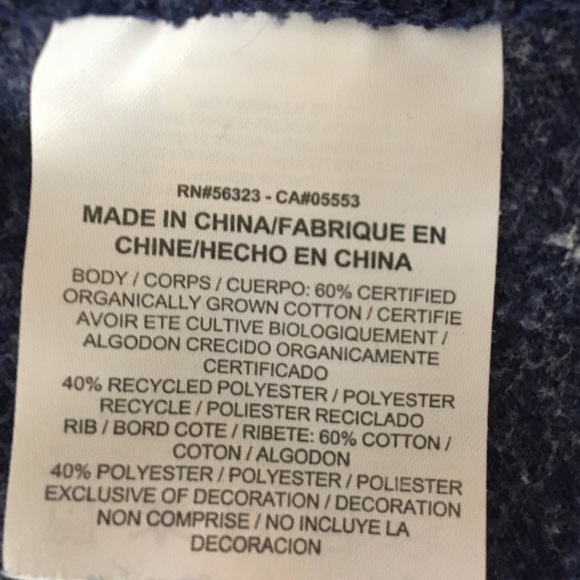 RN#56323 - CA#05553
MADE IN CHINA/FABRIQUE EN
CHINE/HECHO EN CHINA
BODY / CORPS / CUERPO: 60% CERTIFIED
ORGANICALLY GROWN COTTON / CERTIFIE
AVOIR ETE CULTIVE BIOLOGIQUEMENT /
ALGODON CRECIDO ORGANICAMENTE
CERTIFICADO
40% RECYCLED POLYESTER / POLYESTER
RECYCLE / POLIESTER RECICLADO
RIB / BORD COTE / RIBETE: 60% COTTON /
COTON / ALGODON
40% POLYESTER / POLYESTER / POLIESTER
EXCLUSIVE OF DECORATION / DECORATION
NON COMPRISE / NO INCLUYE LA
DECORACION